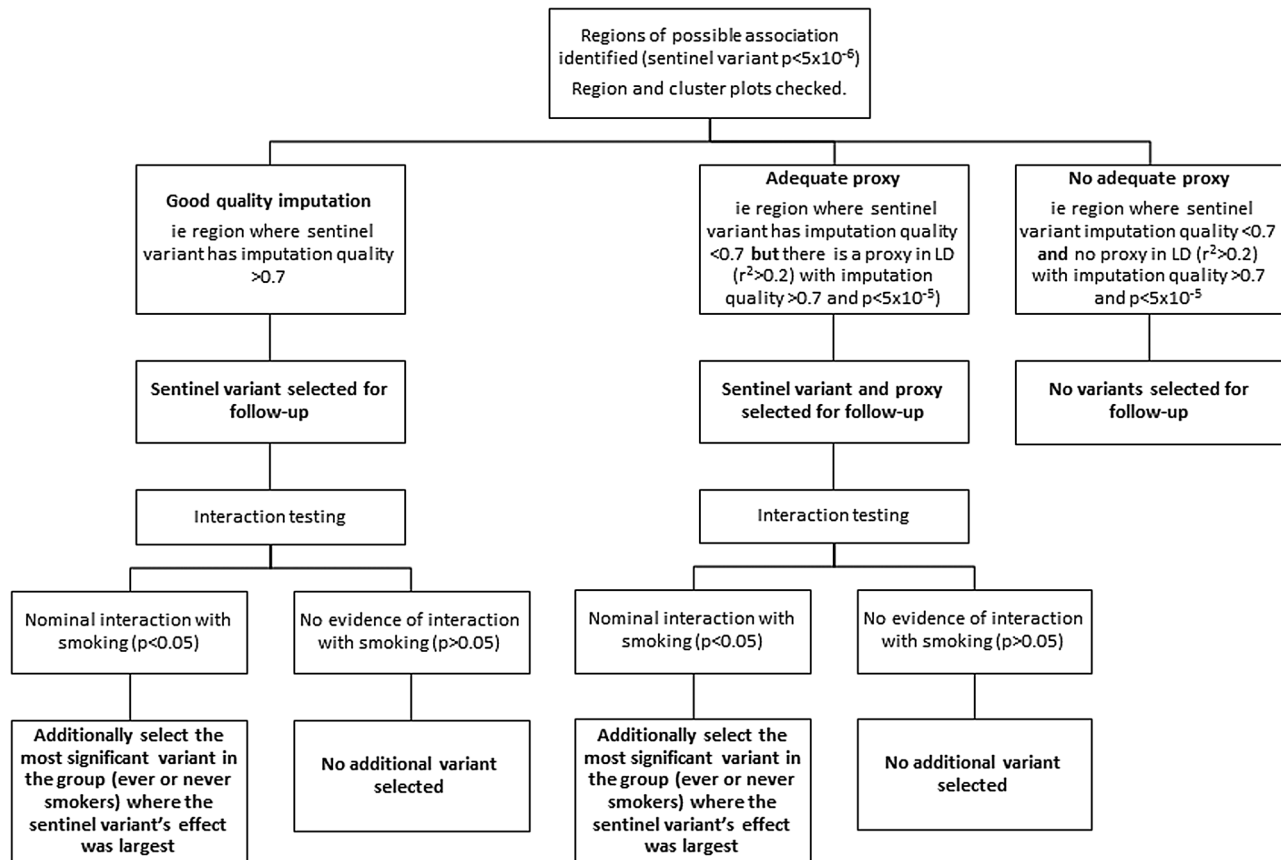 Regions of possible association
identified (sentinel variant p<5x10⁻⁶)
Region and cluster plots checked.
Good quality imputation
ie region where sentinel
variant has imputation quality
>0.7
Adequate proxy
ie region where sentinel
variant has imputation quality
<0.7 but there is a proxy in LD
(r²>0.2) with imputation
quality >0.7 and p<5x10⁻⁵)
No adequate proxy
ie region where sentinel
variant imputation quality <0.7
and no proxy in LD (r²>0.2)
with imputation quality >0.7
and p<5x10⁻⁵
Sentinel variant selected for
follow-up
Sentinel variant and proxy
selected for follow-up
No variants selected for
follow-up
Interaction testing
Interaction testing
Nominal interaction with
smoking (p<0.05)
No evidence of interaction
with smoking (p>0.05)
Nominal interaction with
smoking (p<0.05)
No evidence of interaction
with smoking (p>0.05)
Additionally select the
most significant variant in
the group (ever or never
smokers) where the
sentinel variant's effect
was largest
No additional variant
selected
Additionally select the
most significant variant in
the group (ever or never
smokers) where the
sentinel variant's effect
was largest
No additional variant
selected